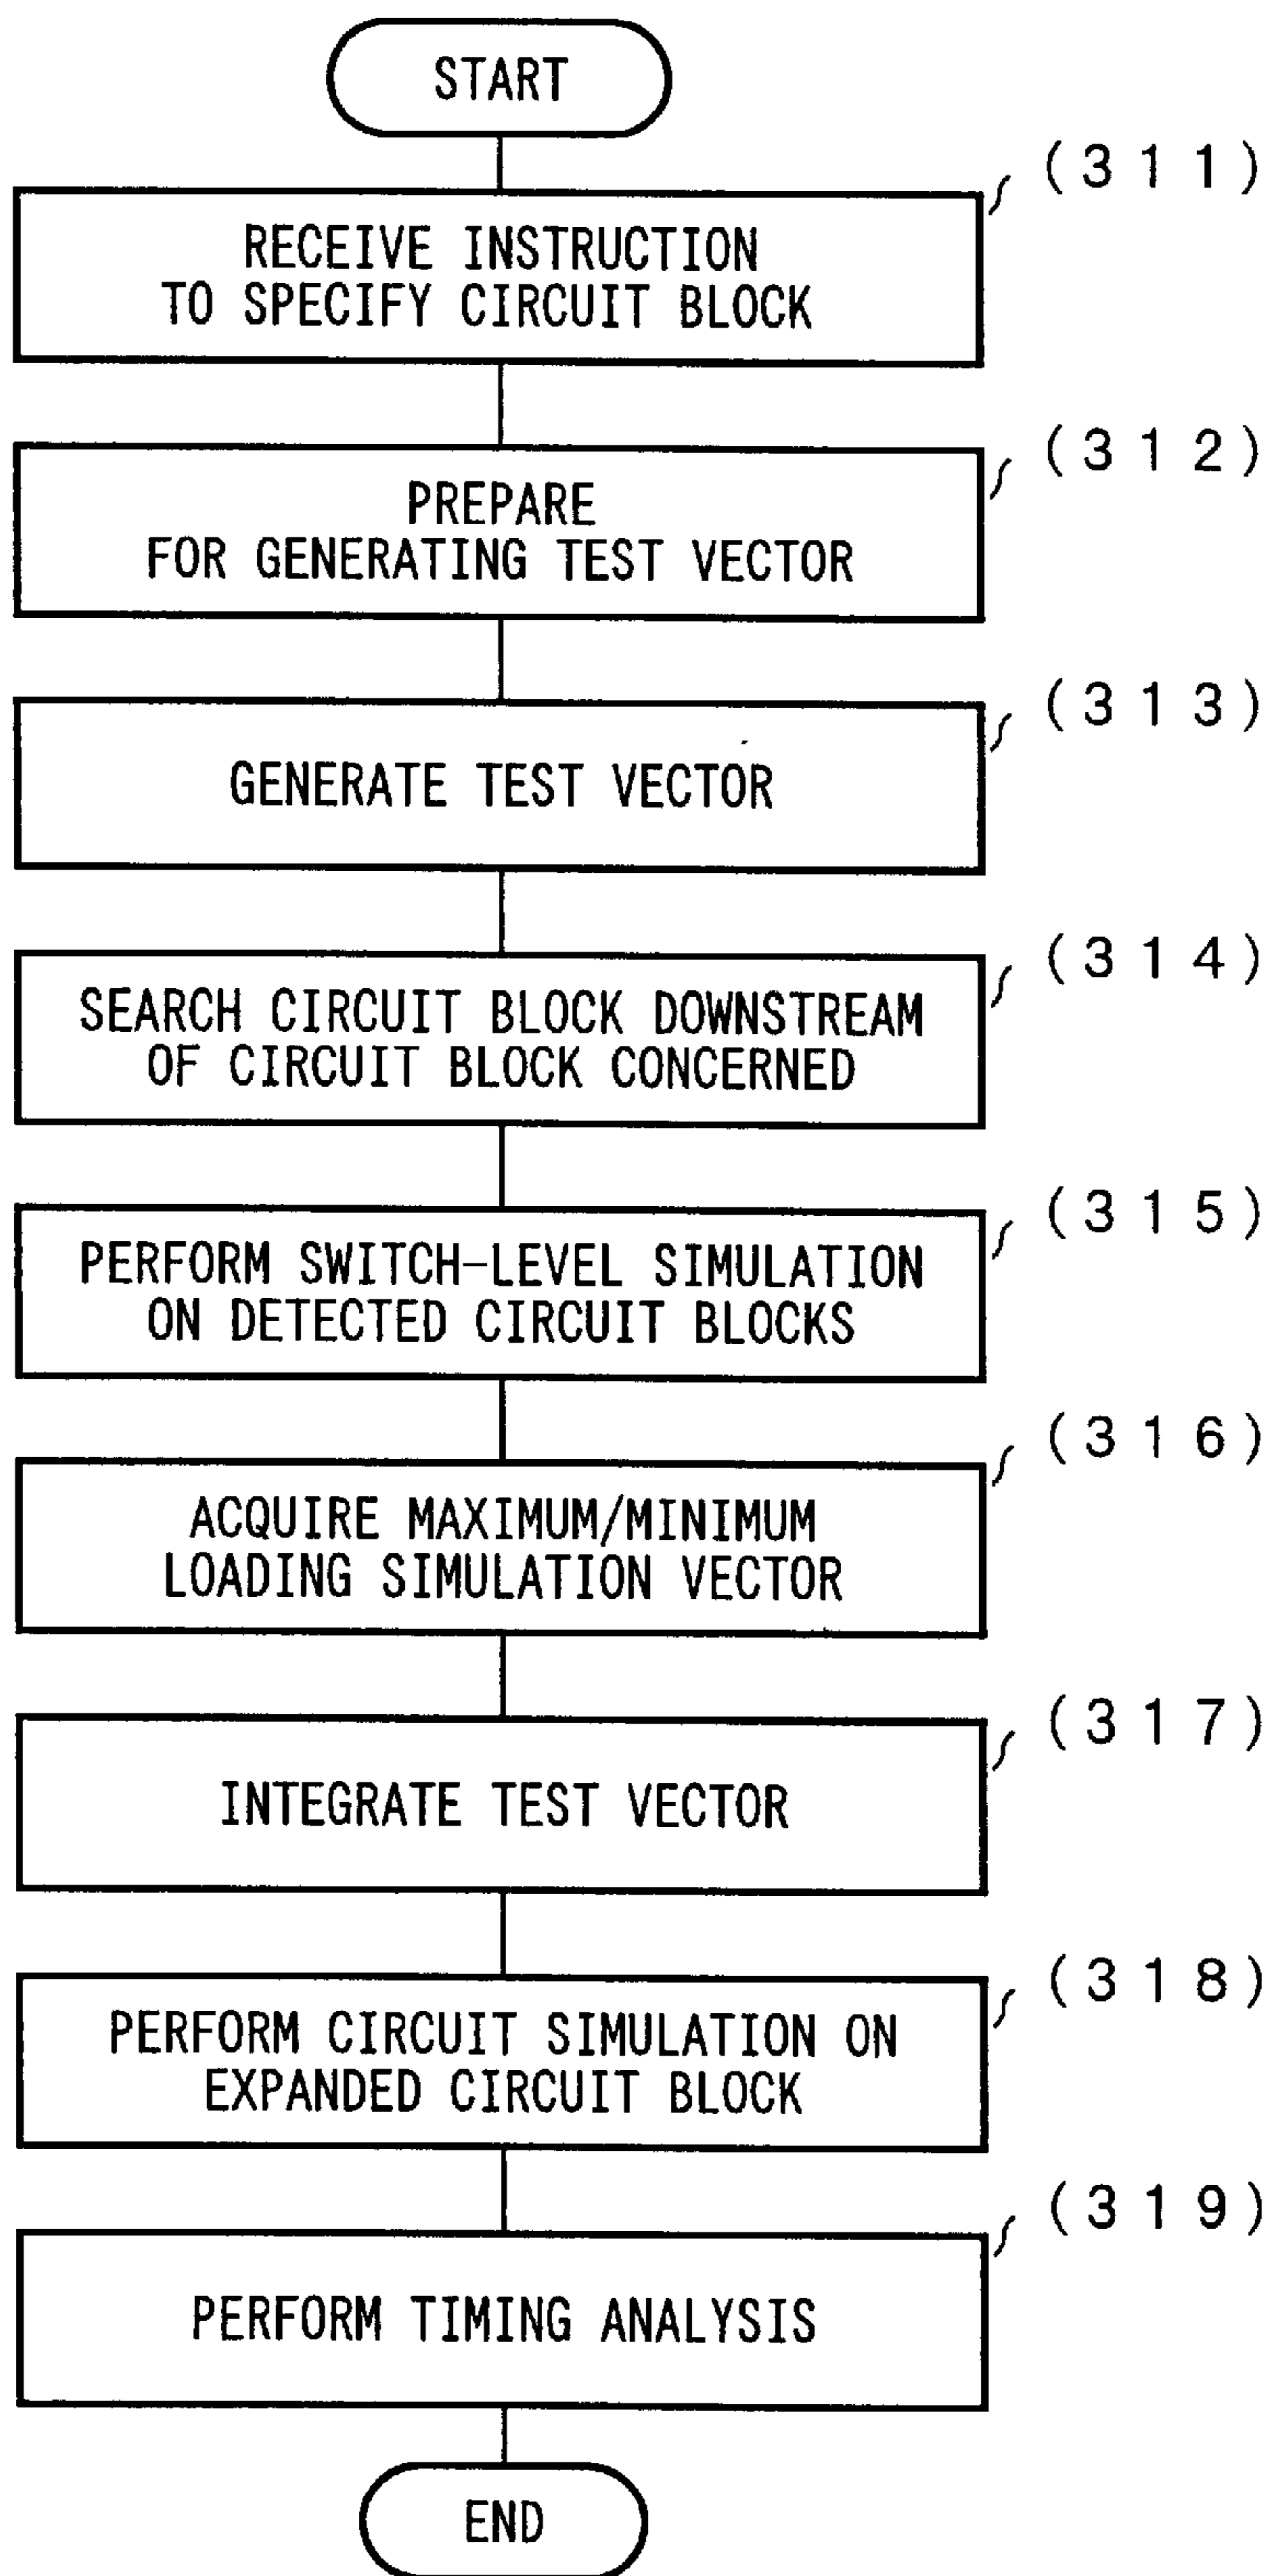 START
(311)
RECEIVE INSTRUCTION
TO SPECIFY CIRCUIT BLOCK
(312)
PREPARE
FOR GENERATING TEST VECTOR
(313)
GENERATE TEST VECTOR
(314)
SEARCH CIRCUIT BLOCK DOWNSTREAM
OF CIRCUIT BLOCK CONCERNED
(315)
PERFORM SWITCH-LEVEL SIMULATION
ON DETECTED CIRCUIT BLOCKS
(316)
ACQUIRE MAXIMUM/MINIMUM
LOADING SIMULATION VECTOR
(317)
INTEGRATE TEST VECTOR
(318)
PERFORM CIRCUIT SIMULATION ON
EXPANDED CIRCUIT BLOCK
(319)
PERFORM TIMING ANALYSIS
END